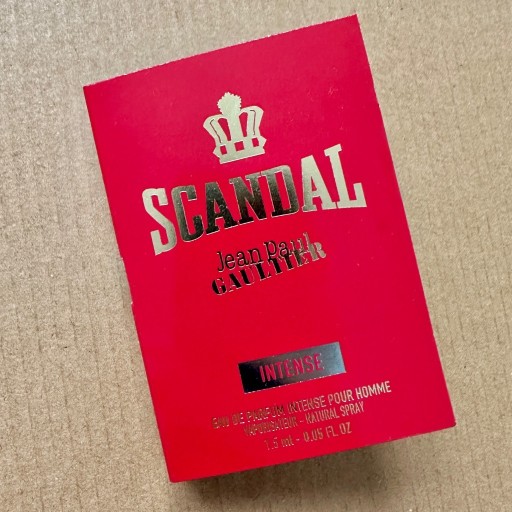 SCANDAL
Jean Paul
GAULTIER
INTENSE
EAU DE PARFUM INTENSE POUR HOMME
VAPORISATEUR - NATURAL SPRAY
1.5 ml - 0.05 FL. OZ